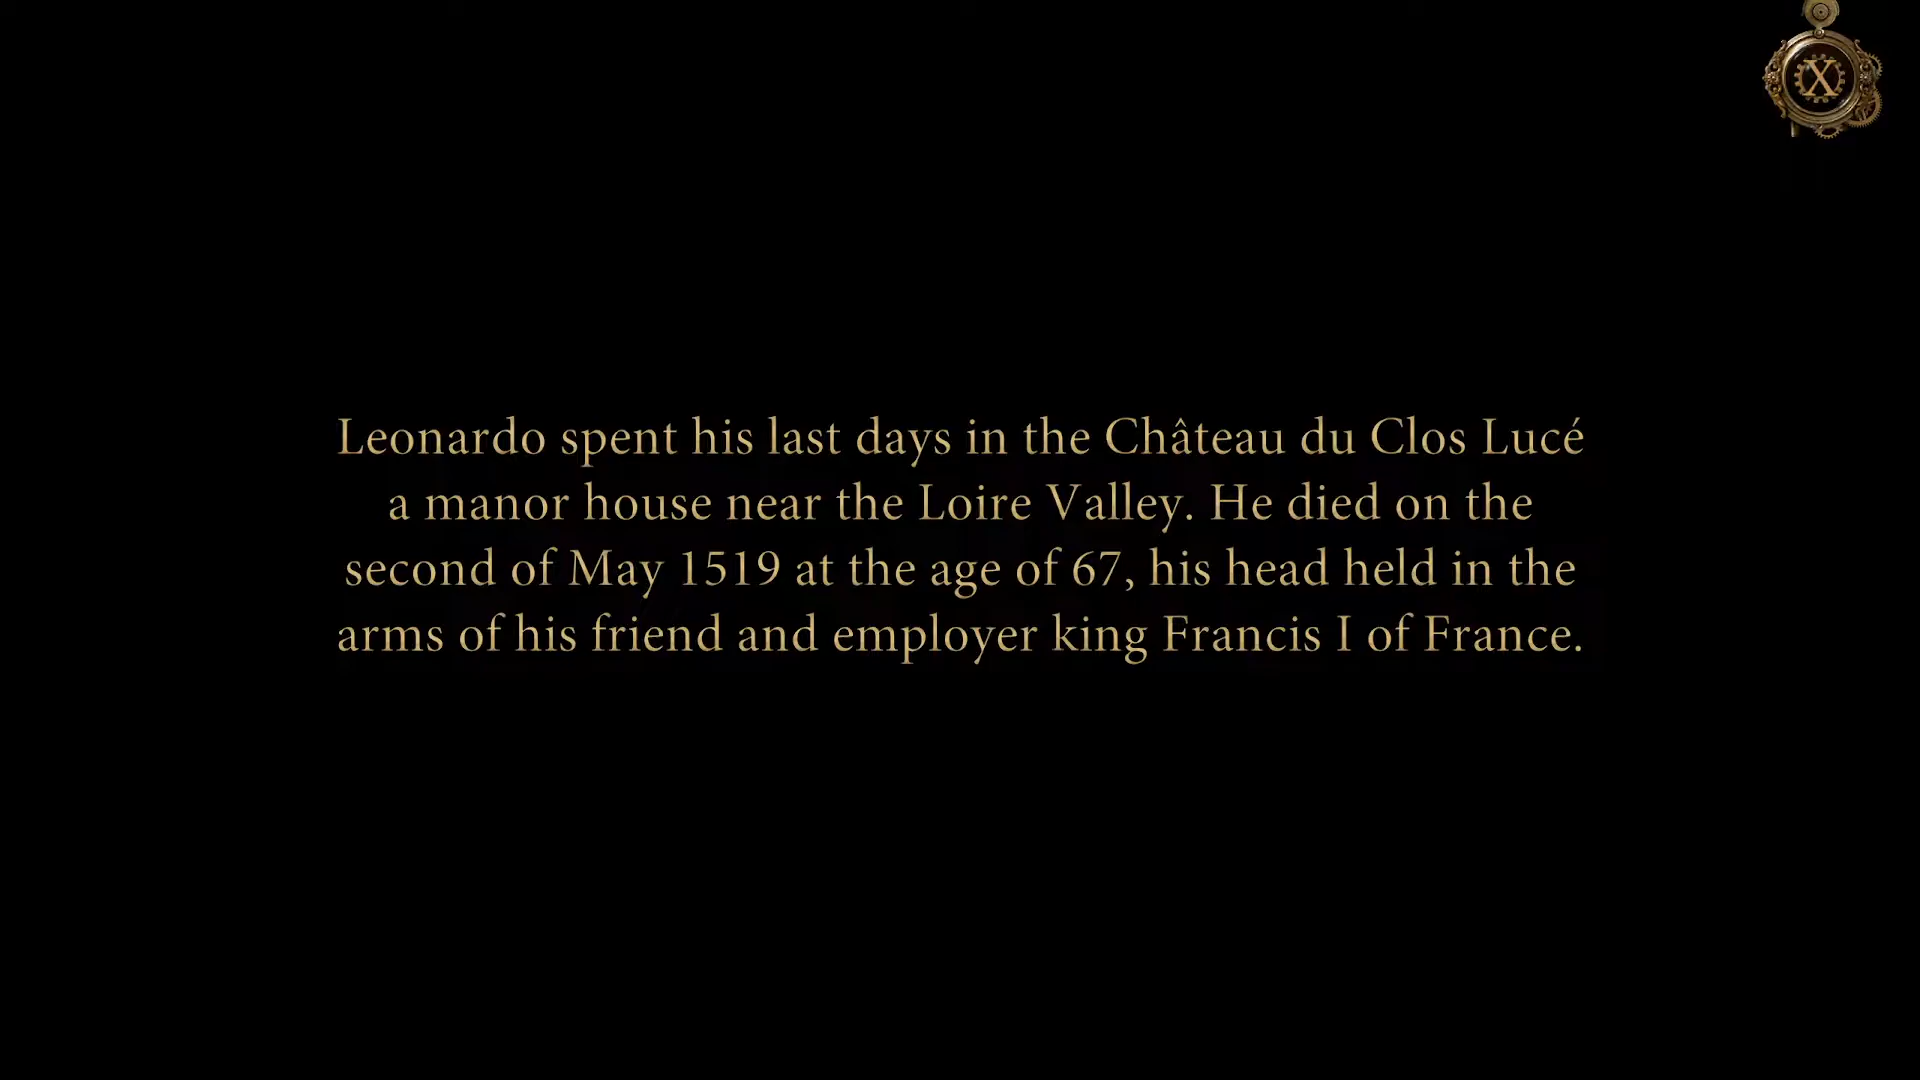 X
Leonardo spent his last days in the Château du Clos Lucé
a manor house near the Loire Valley. He died on the
second of May 1519 at the age of 67, his head held in the
arms of his friend and employer king Francis I of France.